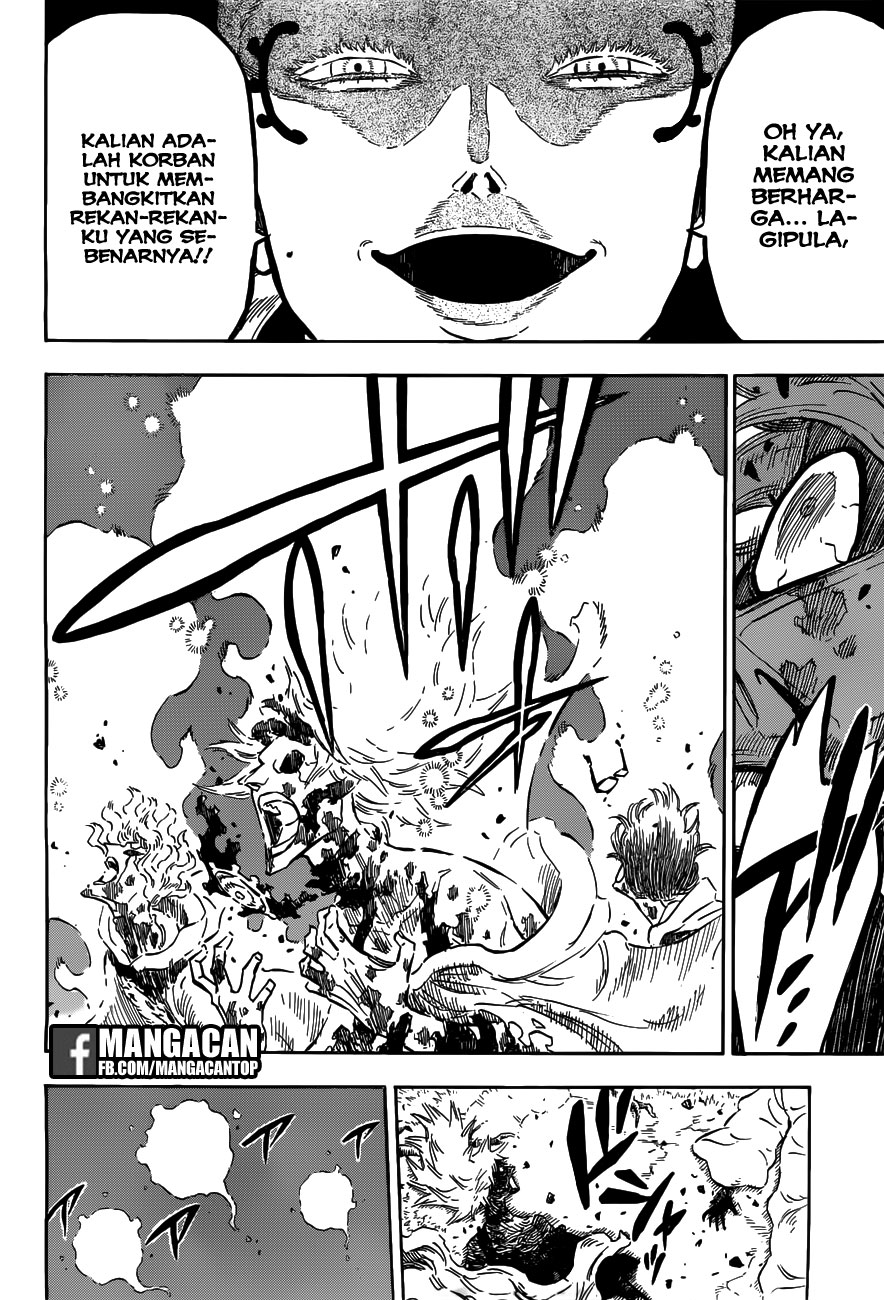 OH YA,
KALIAN
MEMANG
BERHAR-
GA... LA-
GIPULA,
KALIAN ADA-
LAH KORBAN
UNTUK MEM-
BANGKITKAN
REKAN-REKAN-
KU YANG SE-
BENARNYA!!
f MANGACAN
FB.COM/MANGACANTOP